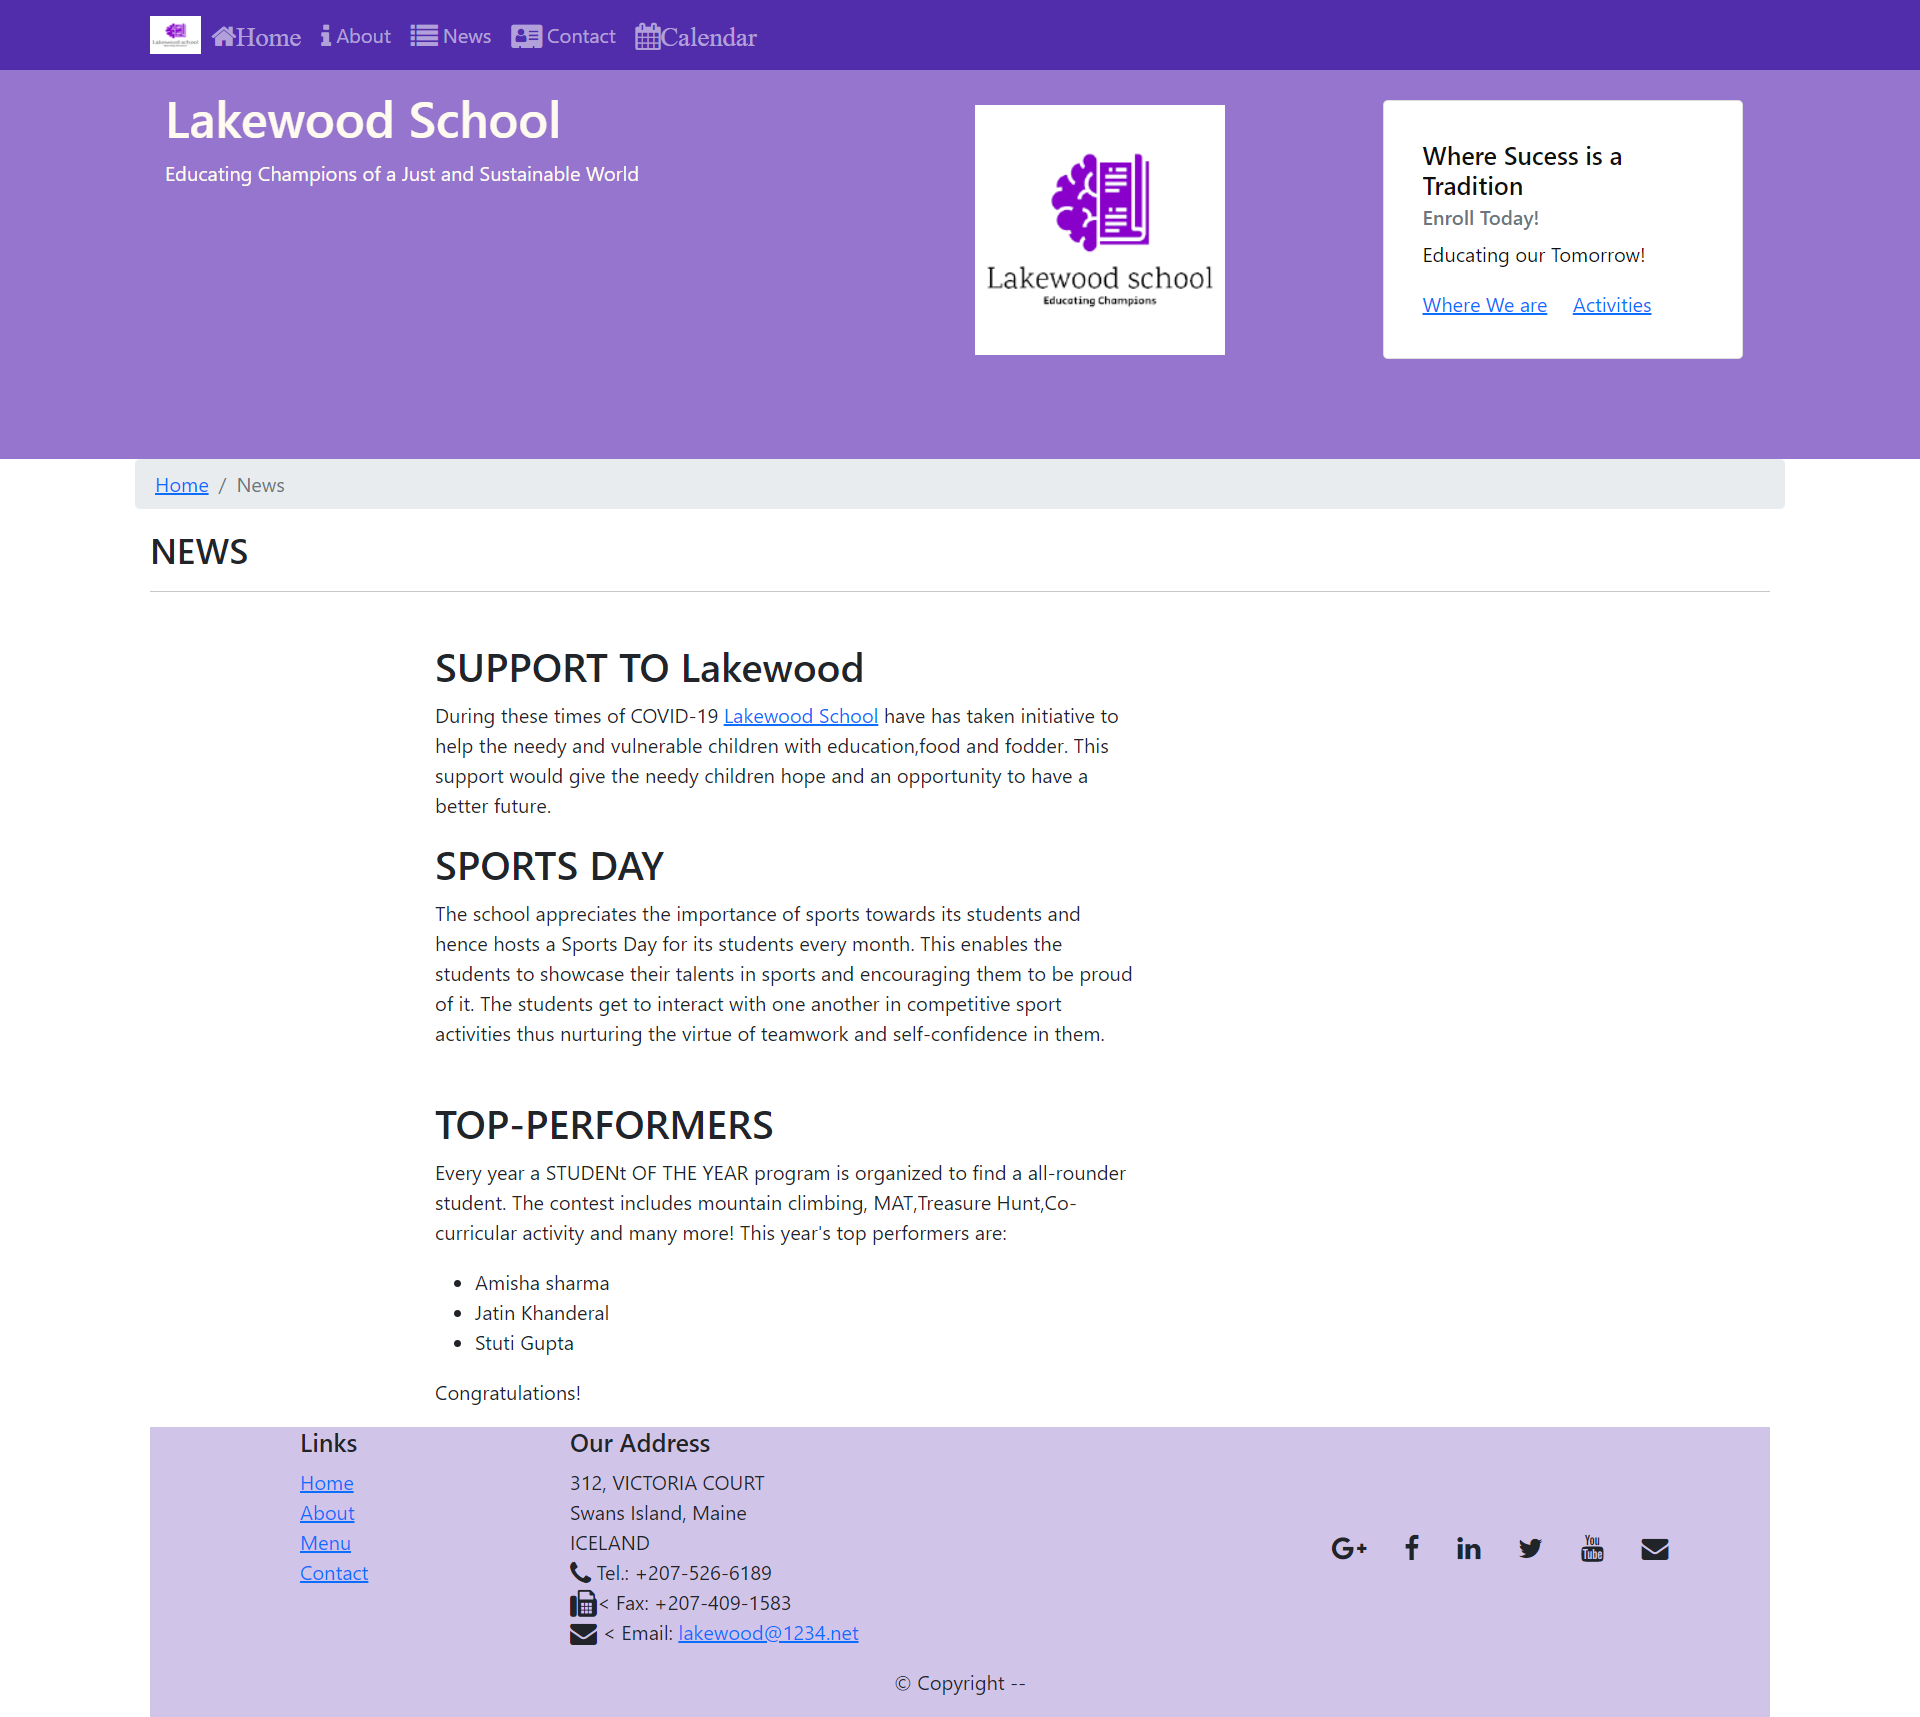 Home About News Contact Calendar
Lakewood School
Educating Champions of a Just and Sustainable World
Lakewood school
Educating Champions
Where Sucess is a
Tradition
Enroll Today!
Educating our Tomorrow!
Where We are Activities
Home / News
NEWS
SUPPORT TO Lakewood
During these times of COVID-19 Lakewood School have has taken initiative to
help the needy and vulnerable children with education,food and fodder. This
support would give the needy children hope and an opportunity to have a
better future.
SPORTS DAY
The school appreciates the importance of sports towards its students and
hence hosts a Sports Day for its students every month. This enables the
students to showcase their talents in sports and encouraging them to be proud
of it. The students get to interact with one another in competitive sport
activities thus nurturing the virtue of teamwork and self-confidence in them.
TOP-PERFORMERS
Every year a STUDENt OF THE YEAR program is organized to find a all-rounder
student. The contest includes mountain climbing, MAT,Treasure Hunt,Co-
curricular activity and many more! This year's top performers are:
Amisha sharma
Jatin Khanderal
Stuti Gupta
Congratulations!
Links
Home
About
Menu
Contact
Our Address
312, VICTORIA COURT
Swans Island, Maine
ICELAND
Tel.: +207-526-6189
< Fax: +207-409-1583
< Email: lakewood@1234.net
G+ f in You Tube
© Copyright --